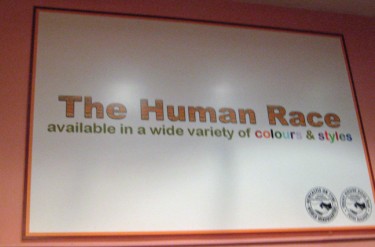 The Human Race
available in a wide variety of colours & styles